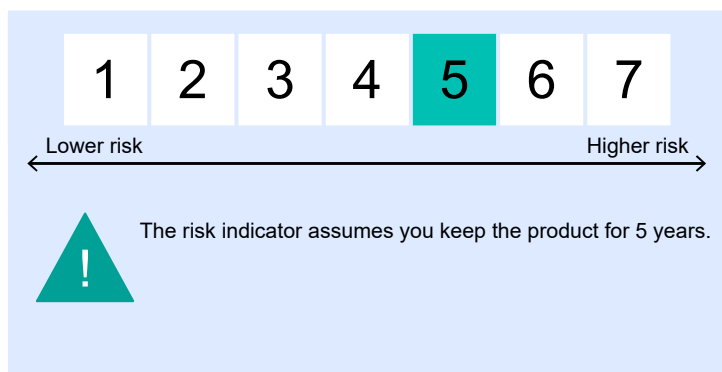 1 2 3 4 5 6 7
Lower risk Higher risk
! The risk indicator assumes you keep the product for 5 years.